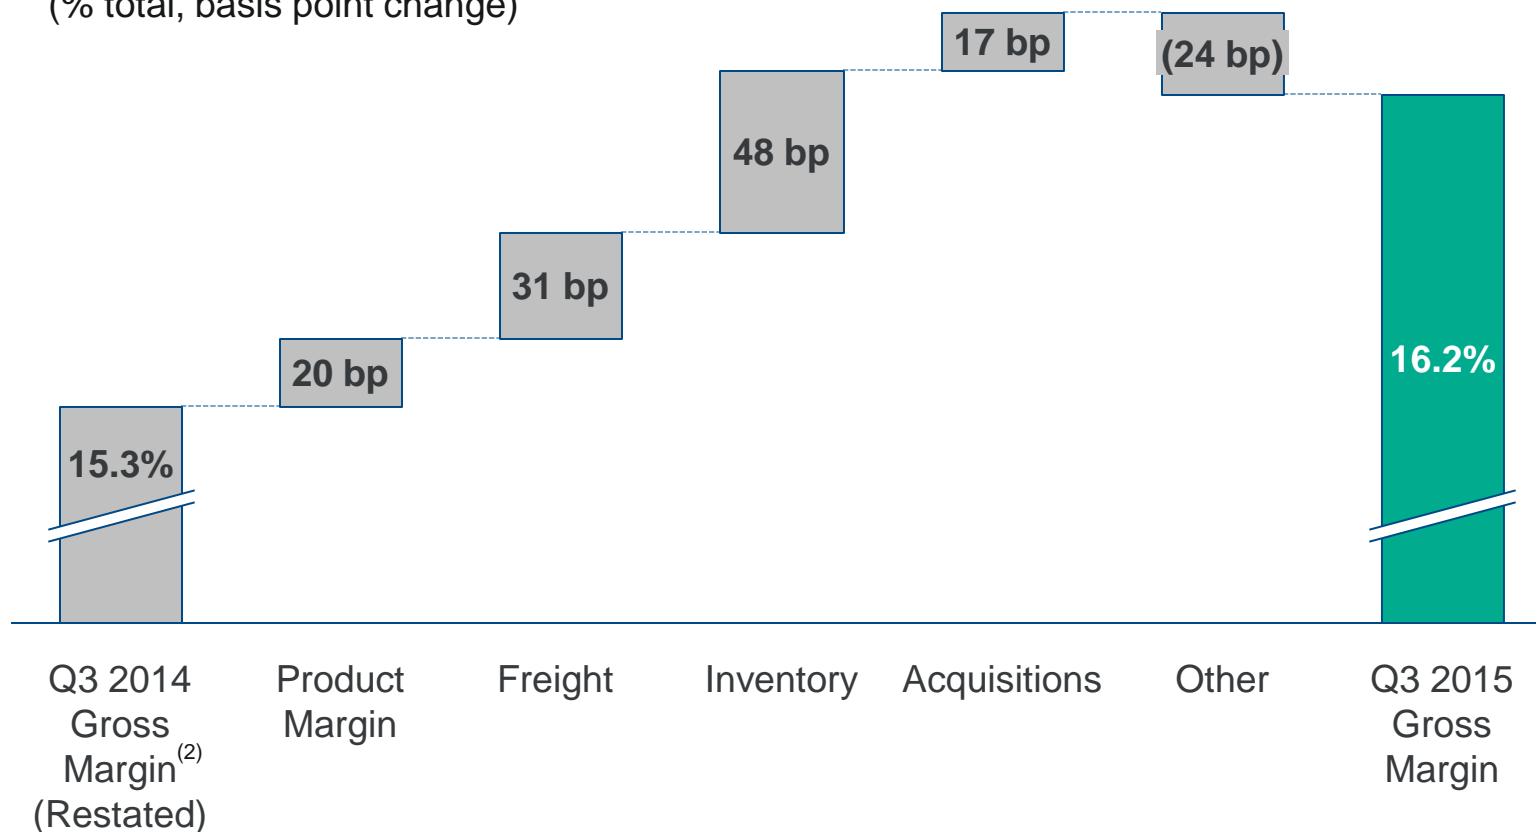 (% total, basis point change)
17 bp
(24 bp)
48 bp
31 bp
20 bp
16.2%
15.3%
Q3 2014
Gross
Margin(2)
(Restated)
Product
Margin
Freight
Inventory
Acquisitions
Other
Q3 2015
Gross
Margin